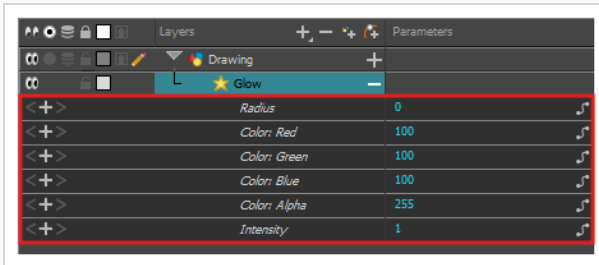 Layers Parameters
Drawing
Glow
Radius 0
Color: Red 100
Color: Green 100
Color: Blue 100
Color: Alpha 255
Intensity 1